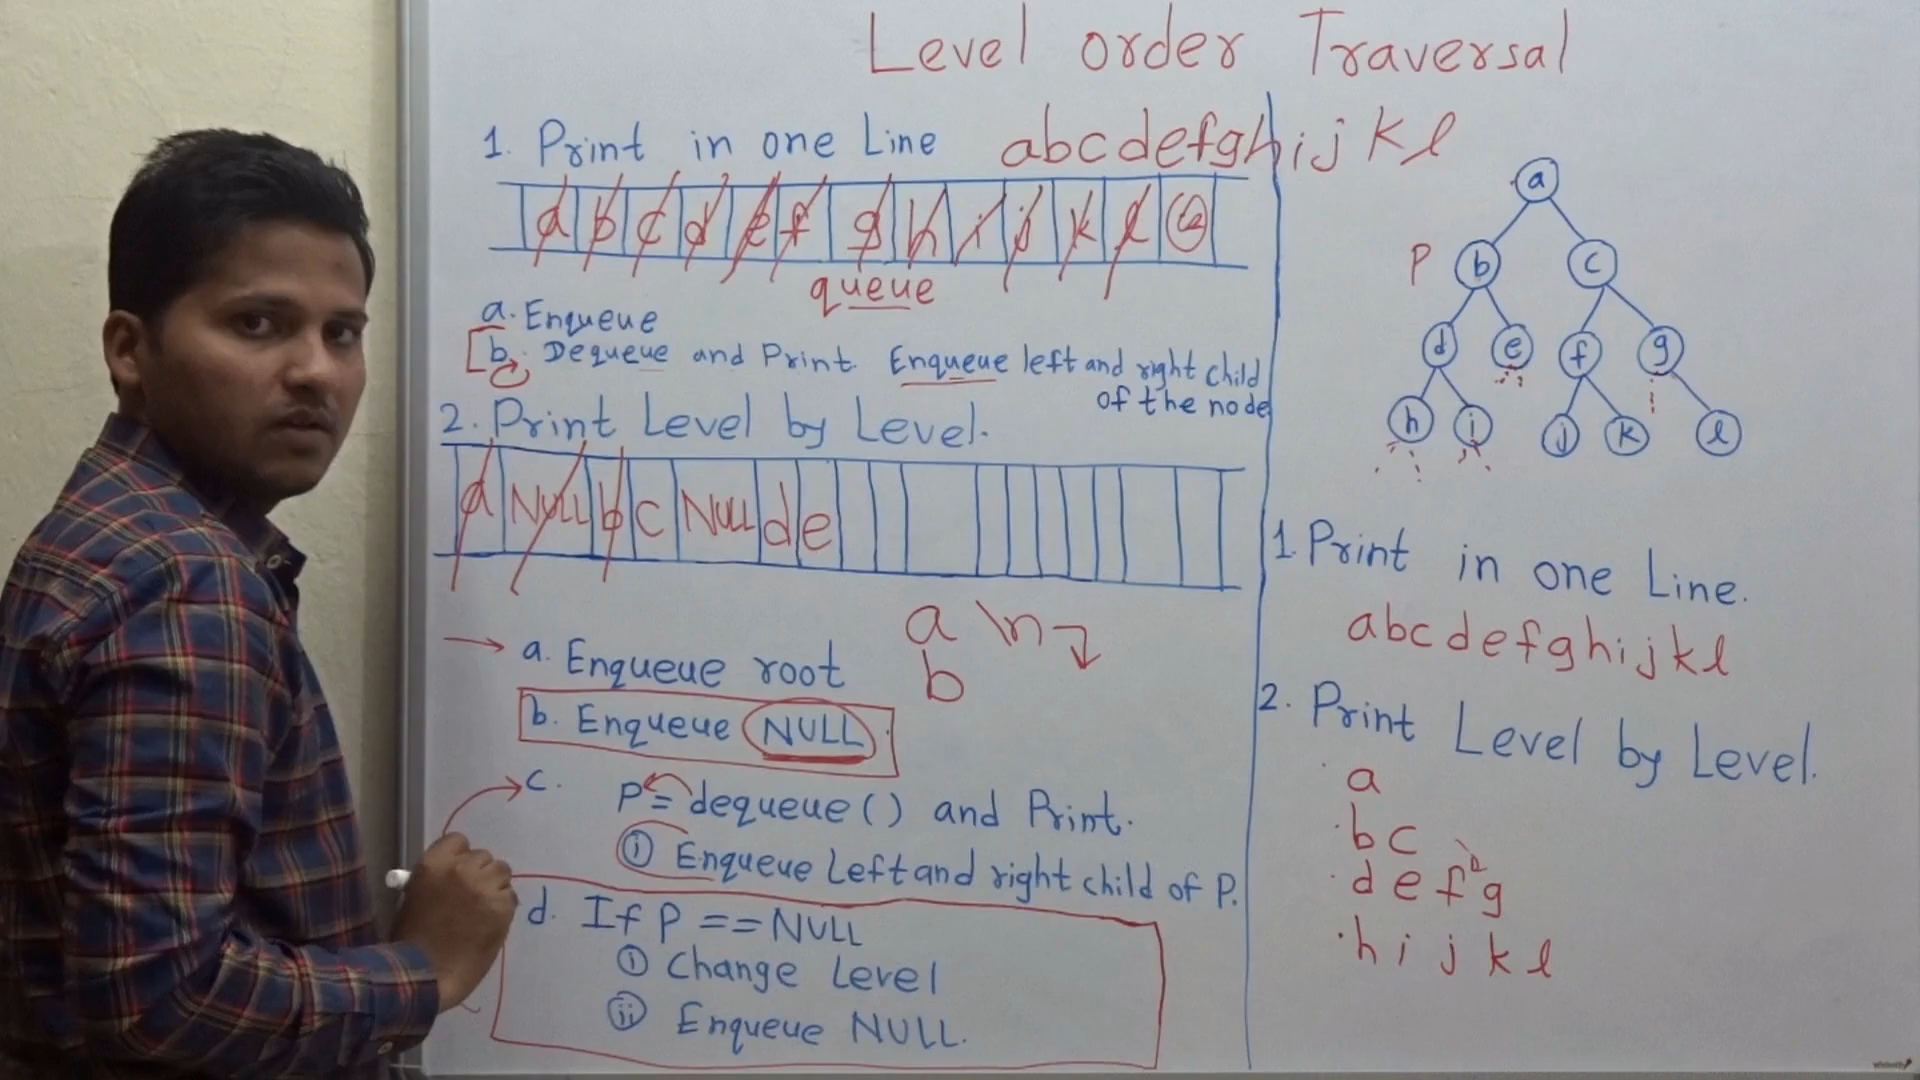 Level order Traversal
1. Print in one Line abcdefghijkl
a b c d e f g h i j k l
queue
a. Enqueue
b. Dequeue and Print. Enqueue left and right child
of the node
2. Print Level by Level.
a NULL b c NULL d e
a \n
b
a. Enqueue root
b. Enqueue NULL
c. P = dequeue() and Print.
i Enqueue Left and right child of P.
d. If P == NULL
i Change Level
ii Enqueue NULL.
a
P b c
d e f g
h i j k l
1. Print in one Line.
abcdefghijkl
2. Print Level by Level.
a
b c
d e f g
h i j k l